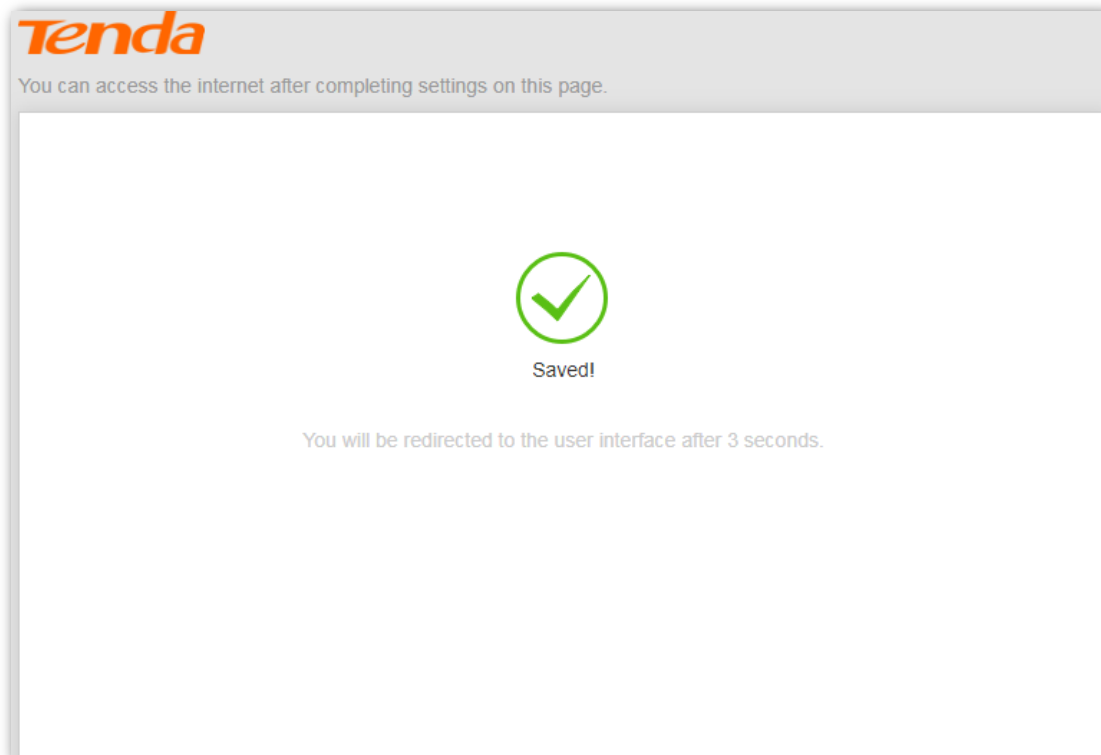 Tenda
You can access the internet after completing settings on this page.
Saved!
You will be redirected to the user interface after 3 seconds.